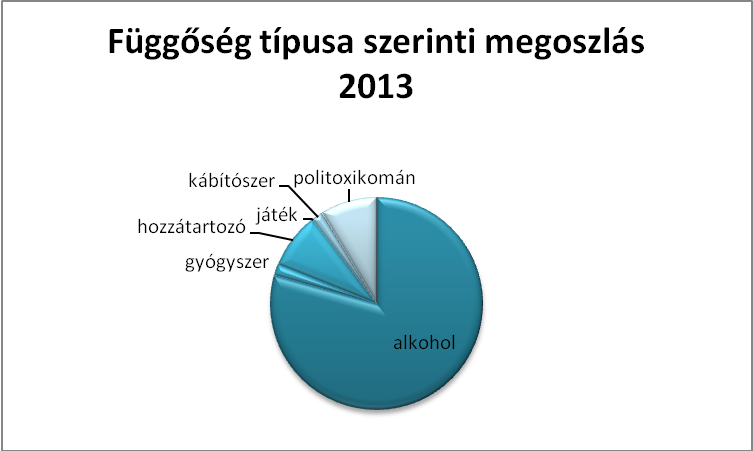 Függőség típusa szerinti megoszlás
2013
kábítószer
politoxikomán
játék
hozzátartozó
gyógyszer
alkohol